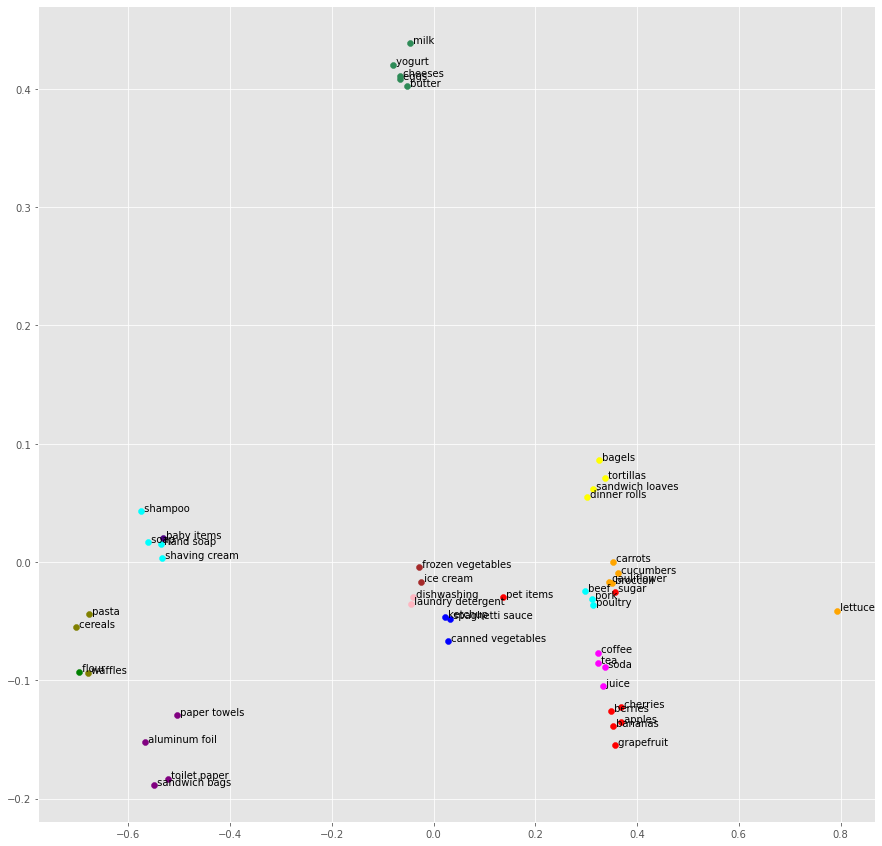 milk
yogurt
cheeses
eggs
butter
0.4
0.3
0.2
0.1
bagels
tortillas
sandwich loaves
dinner rolls
shampoo
baby items
soap
hand soap
shaving cream
0.0
carrots
frozen vegetables
cucumbers
cauliflower
broccoli
ice cream
beef
sugar
dishwashing
pet items
pork
laundry detergent
poultry
lettuce
pasta
ketchup
spaghetti sauce
cereals
canned vegetables
coffee
tea
soda
flour
waffles
−0.1
juice
cherries
berries
paper towels
apples
bananas
aluminum foil
grapefruit
toilet paper
sandwich bags
−0.2
−0.6
−0.4
−0.2
0.0
0.2
0.4
0.6
0.8